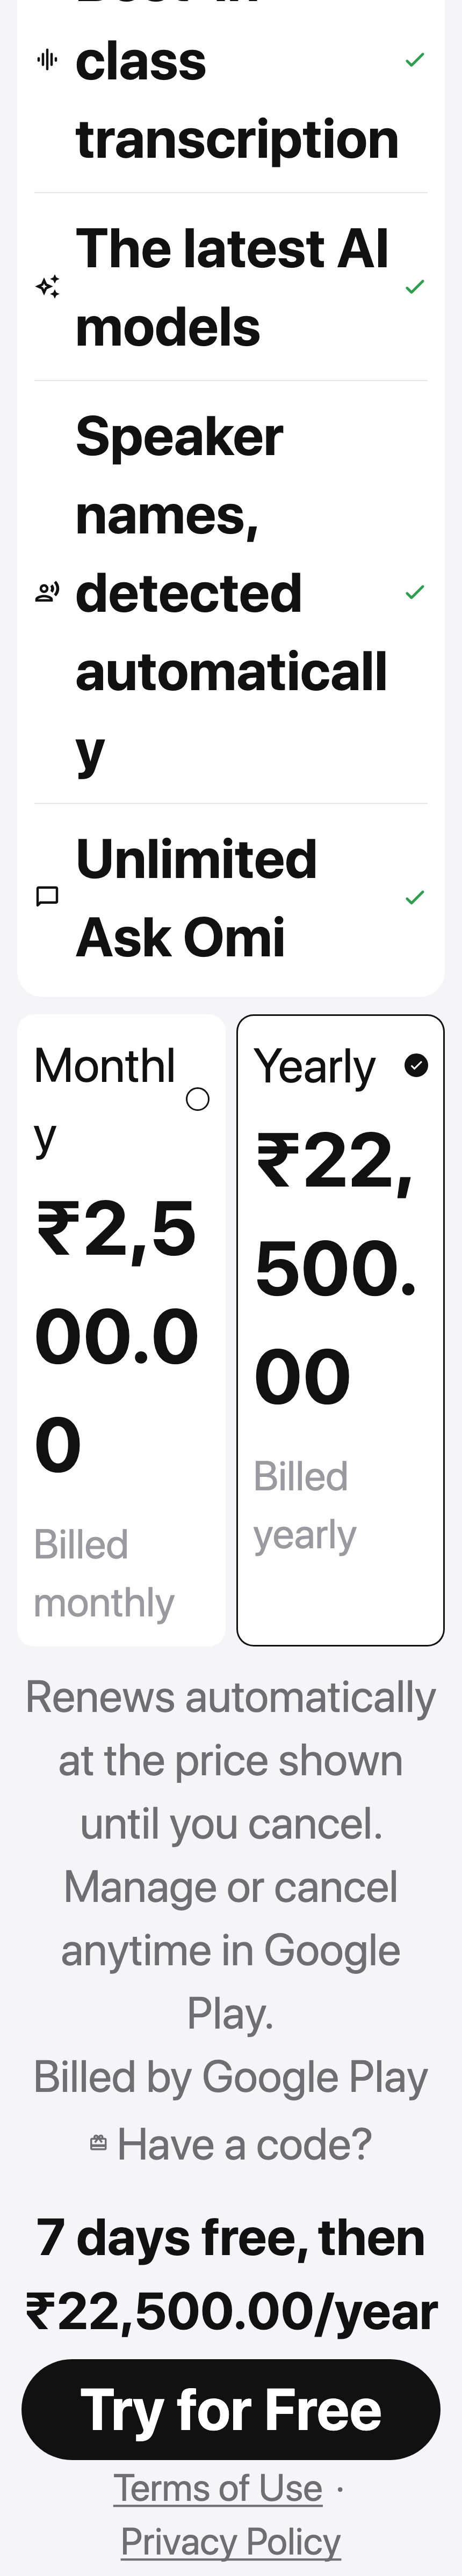 class
transcription
The latest AI
models
Speaker
names,
detected
automaticall
y
Unlimited
Ask Omi
Monthl
y
₹2,5
00.0
0
Billed
monthly
Yearly
₹22,
500.
00
Billed
yearly
Renews automatically
at the price shown
until you cancel.
Manage or cancel
anytime in Google
Play.
Billed by Google Play
Have a code?
7 days free, then
₹22,500.00/year
Try for Free
Terms of Use ·
Privacy Policy